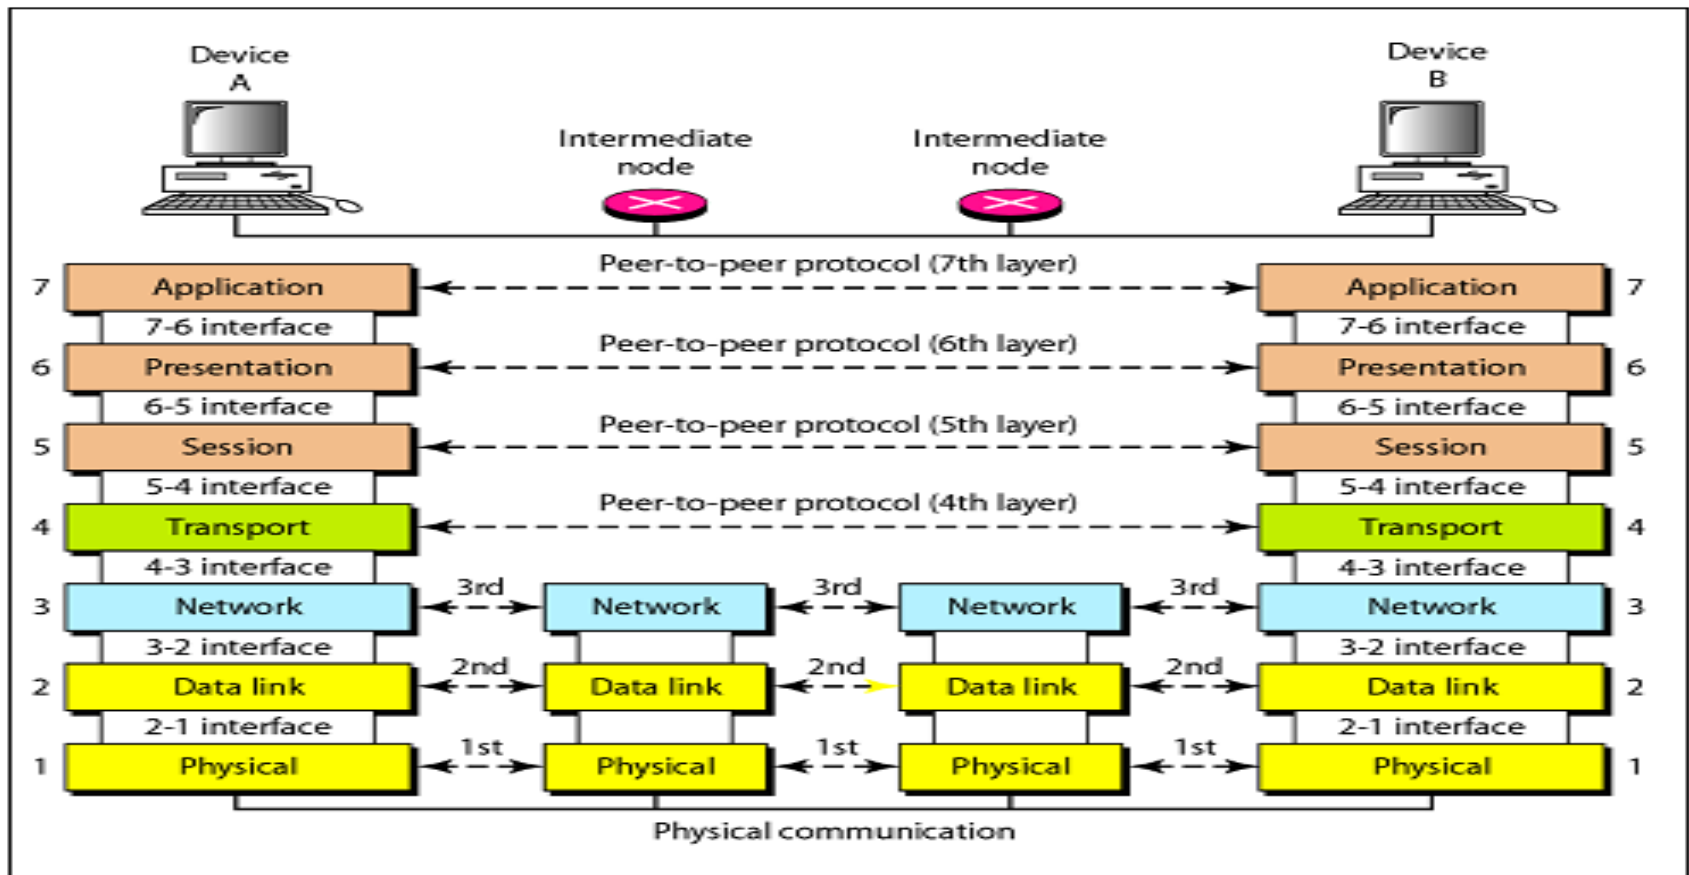 Device
A
Device
B
Intermediate
node
Intermediate
node
Peer-to-peer protocol (7th layer)
7 Application Application 7
7-6 interface 7-6 interface
Peer-to-peer protocol (6th layer)
6 Presentation Presentation 6
6-5 interface 6-5 interface
Peer-to-peer protocol (5th layer)
5 Session Session 5
5-4 interface 5-4 interface
Peer-to-peer protocol (4th layer)
4 Transport Transport 4
4-3 interface 4-3 interface
3rd 3rd 3rd
3 Network Network Network Network 3
3-2 interface 3-2 interface
2nd 2nd 2nd
2 Data link Data link Data link Data link 2
2-1 interface 2-1 interface
1st 1st 1st
1 Physical Physical Physical Physical 1
Physical communication